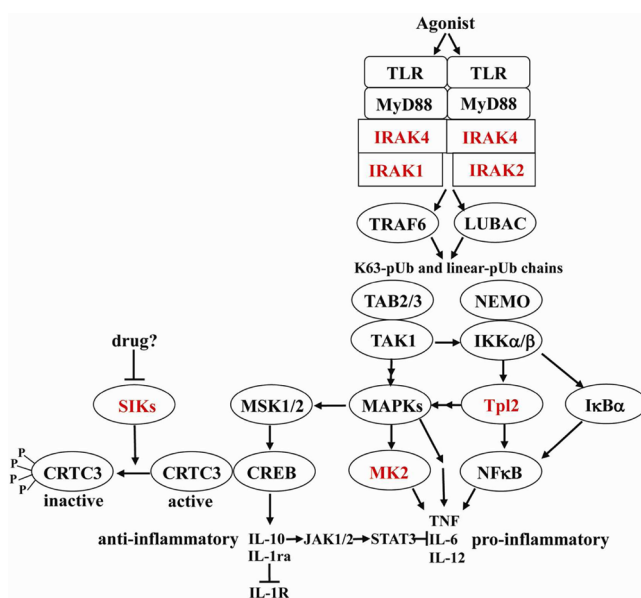 Agonist
TLR TLR
MyD88 MyD88
IRAK4 IRAK4
IRAK1 IRAK2
TRAF6 LUBAC
K63-pUb and linear-pUb chains
TAB2/3 NEMO
drug? TAK1 IKKα/β
SIKs MSK1/2 MAPKs Tpl2 IκBα
P P P P CRTC3 CRTC3 CREB MK2 NFκB
inactive active
TNF
anti-inflammatory IL-10 JAK1/2 STAT3 IL-6 pro-inflammatory
IL-1ra IL-12
IL-1R